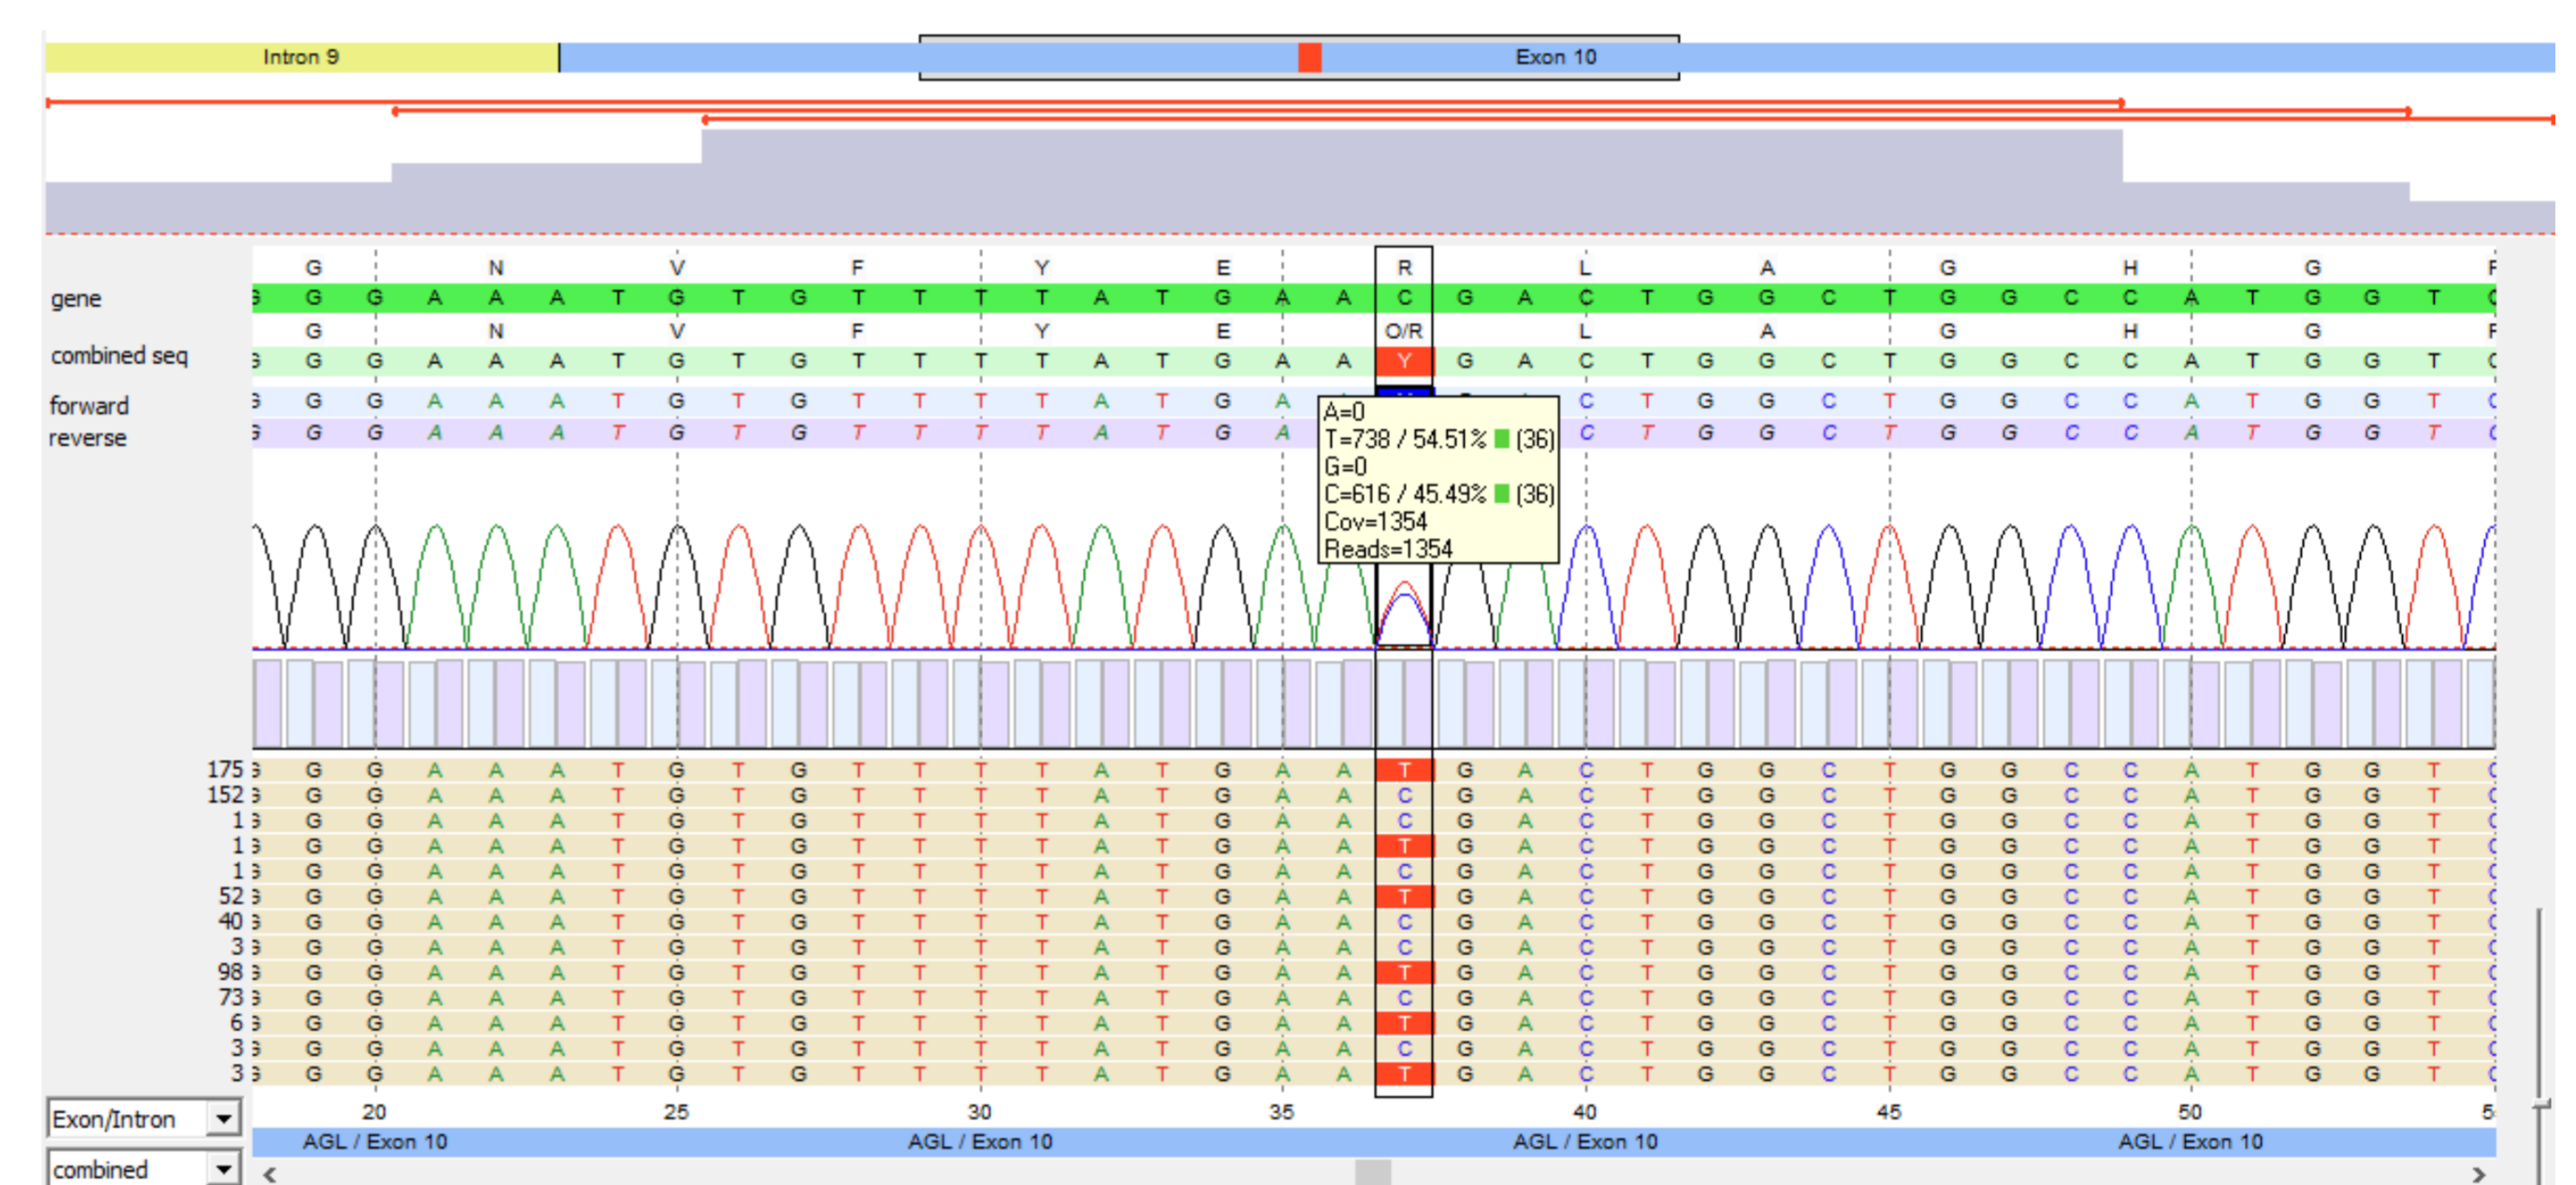 Intron 9 Exon 10
G N V F Y E R L A G H G F
gene G G G A A A T G T G T T T T A T G A A C G A C T G G C T G G C C A T G G T C
G N V F Y E O/R L A G H G F
combined seq G G G A A A T G T G T T T T A T G A A Y G A C T G G C T G G C C A T G G T C
forward G G G A A A T G T G T T T T A T G A C T G G C T G G C C A T G G T C
reverse G G G A A A T G T G T T T T A T G A C T G G C T G G C C A T G G T C
A=0
T=738 / 54.51% (36)
G=0
C=616 / 45.49% (36)
Cov=1354
Reads=1354
175 G G G A A A T G T G T T T T A T G A A T G A C T G G C T G G C C A T G G T C
152 G G G A A A T G T G T T T T A T G A A C G A C T G G C T G G C C A T G G T C
1 G G G A A A T G T G T T T T A T G A A C G A C T G G C T G G C C A T G G T C
1 G G G A A A T G T G T T T T A T G A A T G A C T G G C T G G C C A T G G T C
1 G G G A A A T G T G T T T T A T G A A C G A C T G G C T G G C C A T G G T C
52 G G G A A A T G T G T T T T A T G A A T G A C T G G C T G G C C A T G G T C
40 G G G A A A T G T G T T T T A T G A A C G A C T G G C T G G C C A T G G T C
3 G G G A A A T G T G T T T T A T G A A C G A C T G G C T G G C C A T G G T C
98 G G G A A A T G T G T T T T A T G A A T G A C T G G C T G G C C A T G G T C
73 G G G A A A T G T G T T T T A T G A A C G A C T G G C T G G C C A T G G T C
6 G G G A A A T G T G T T T T A T G A A T G A C T G G C T G G C C A T G G T C
3 G G G A A A T G T G T T T T A T G A A C G A C T G G C T G G C C A T G G T C
3 G G G A A A T G T G T T T T A T G A A T G A C T G G C T G G C C A T G G T C
Exon/Intron 20 25 30 35 40 45 50
AGL / Exon 10 AGL / Exon 10 AGL / Exon 10 AGL / Exon 10
combined